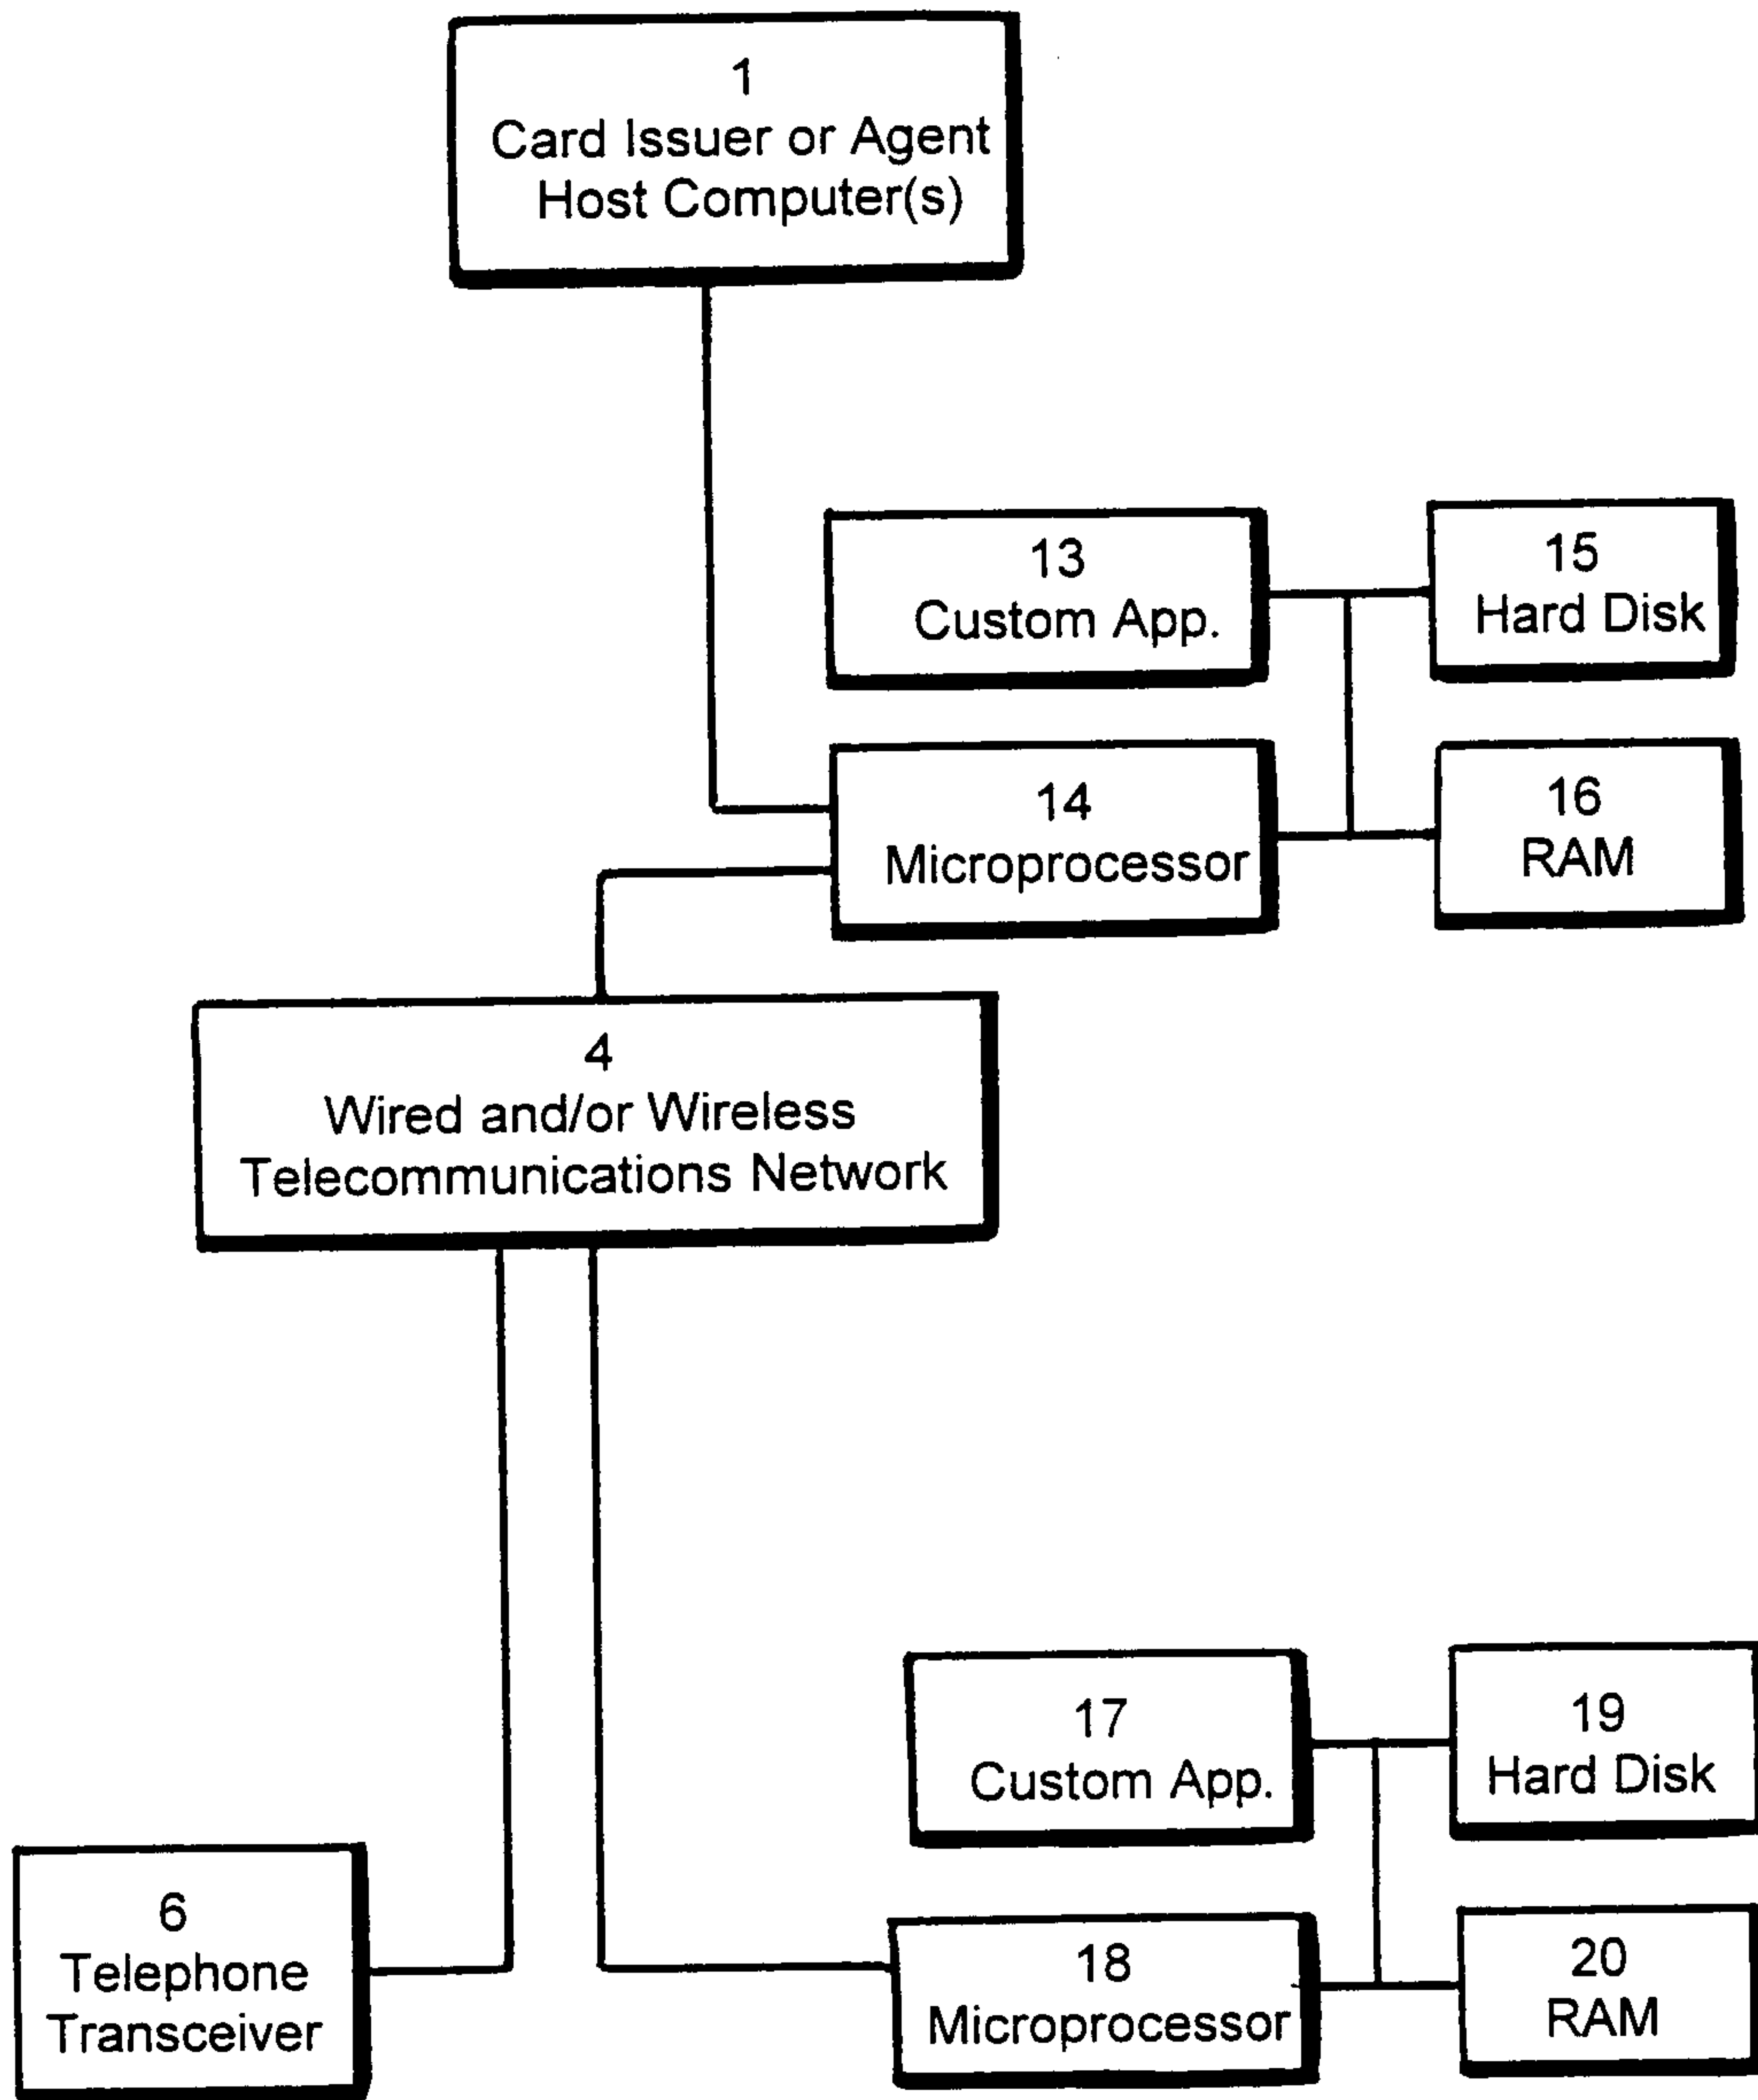 1
Card Issuer or Agent
Host Computer(s)
13
Custom App.
15
Hard Disk
14
Microprocessor
16
RAM
4
Wired and/or Wireless
Telecommunications Network
17
Custom App.
19
Hard Disk
6
Telephone
Transceiver
18
Microprocessor
20
RAM